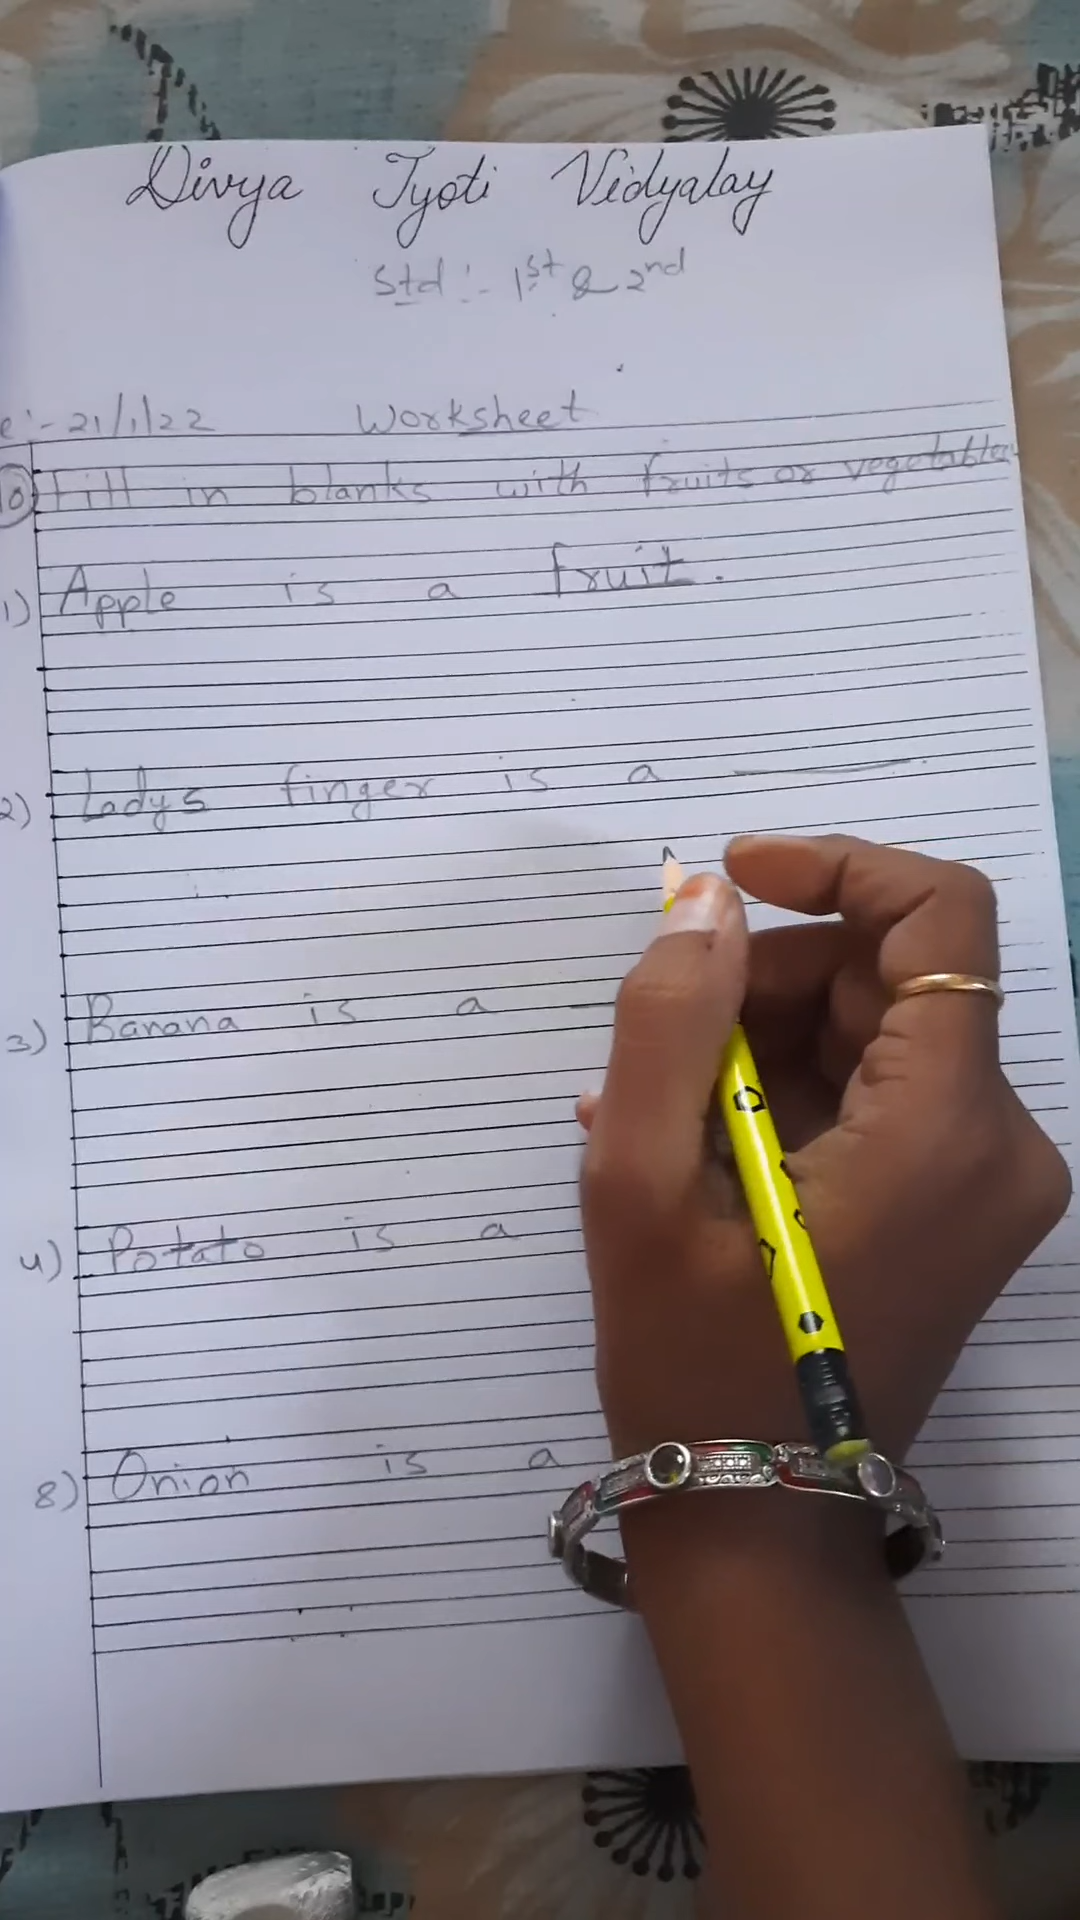 Divya Jyoti Vidyalay
Std :- 1st & 2nd
e :- 21/1/22 Worksheet
Fill in blanks with fruits or vegetables
1) Apple is a fruit.
2) Ladys finger is a ______.
3) Banana is a
4) Potato is a
8) Onion is a